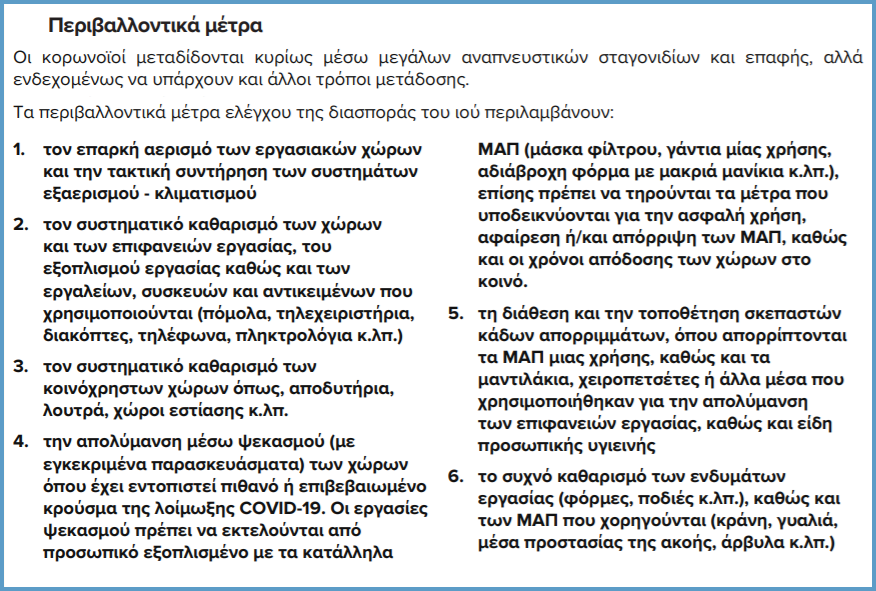 Περιβαλλοντικά μέτρα
Οι κορωνοϊοί μεταδίδονται κυρίως μέσω μεγάλων αναπνευστικών σταγονιδίων και επαφής, αλλά
ενδεχομένως να υπάρχουν και άλλοι τρόποι μετάδοσης.
Τα περιβαλλοντικά μέτρα ελέγχου της διασποράς του ιού περιλαμβάνουν:
1. τον επαρκή αερισμό των εργασιακών χώρων
και την τακτική συντήρηση των συστημάτων
εξαερισμού - κλιματισμού
2. τον συστηματικό καθαρισμό των χώρων
και των επιφανειών εργασίας, του
εξοπλισμού εργασίας καθώς και των
εργαλείων, συσκευών και αντικειμένων που
χρησιμοποιούνται (πόμολα, τηλεχειριστήρια,
διακόπτες, τηλέφωνα, πληκτρολόγια κ.λπ.)
3. τον συστηματικό καθαρισμό των
κοινόχρηστων χώρων όπως, αποδυτήρια,
λουτρά, χώροι εστίασης κ.λπ.
4. την απολύμανση μέσω ψεκασμού (με
εγκεκριμένα παρασκευάσματα) των χώρων
όπου έχει εντοπιστεί πιθανό ή επιβεβαιωμένο
κρούσμα της λοίμωξης COVID-19. Οι εργασίες
ψεκασμού πρέπει να εκτελούνται από
προσωπικό εξοπλισμένο με τα κατάλληλα
ΜΑΠ (μάσκα φίλτρου, γάντια μίας χρήσης,
αδιάβροχη φόρμα με μακριά μανίκια κ.λπ.),
επίσης πρέπει να τηρούνται τα μέτρα που
υποδεικνύονται για την ασφαλή χρήση,
αφαίρεση ή/και απόρριψη των ΜΑΠ, καθώς
και οι χρόνοι απόδοσης των χώρων στο
κοινό.
5. τη διάθεση και την τοποθέτηση σκεπαστών
κάδων απορριμμάτων, όπου απορρίπτονται
τα ΜΑΠ μιας χρήσης, καθώς και τα
μαντιλάκια, χειροπετσέτες ή άλλα μέσα που
χρησιμοποιήθηκαν για την απολύμανση
των επιφανειών εργασίας, καθώς και είδη
προσωπικής υγιεινής
6. το συχνό καθαρισμό των ενδυμάτων
εργασίας (φόρμες, ποδιές κ.λπ.), καθώς και
των ΜΑΠ που χορηγούνται (κράνη, γυαλιά,
μέσα προστασίας της ακοής, άρβυλα κ.λπ.)